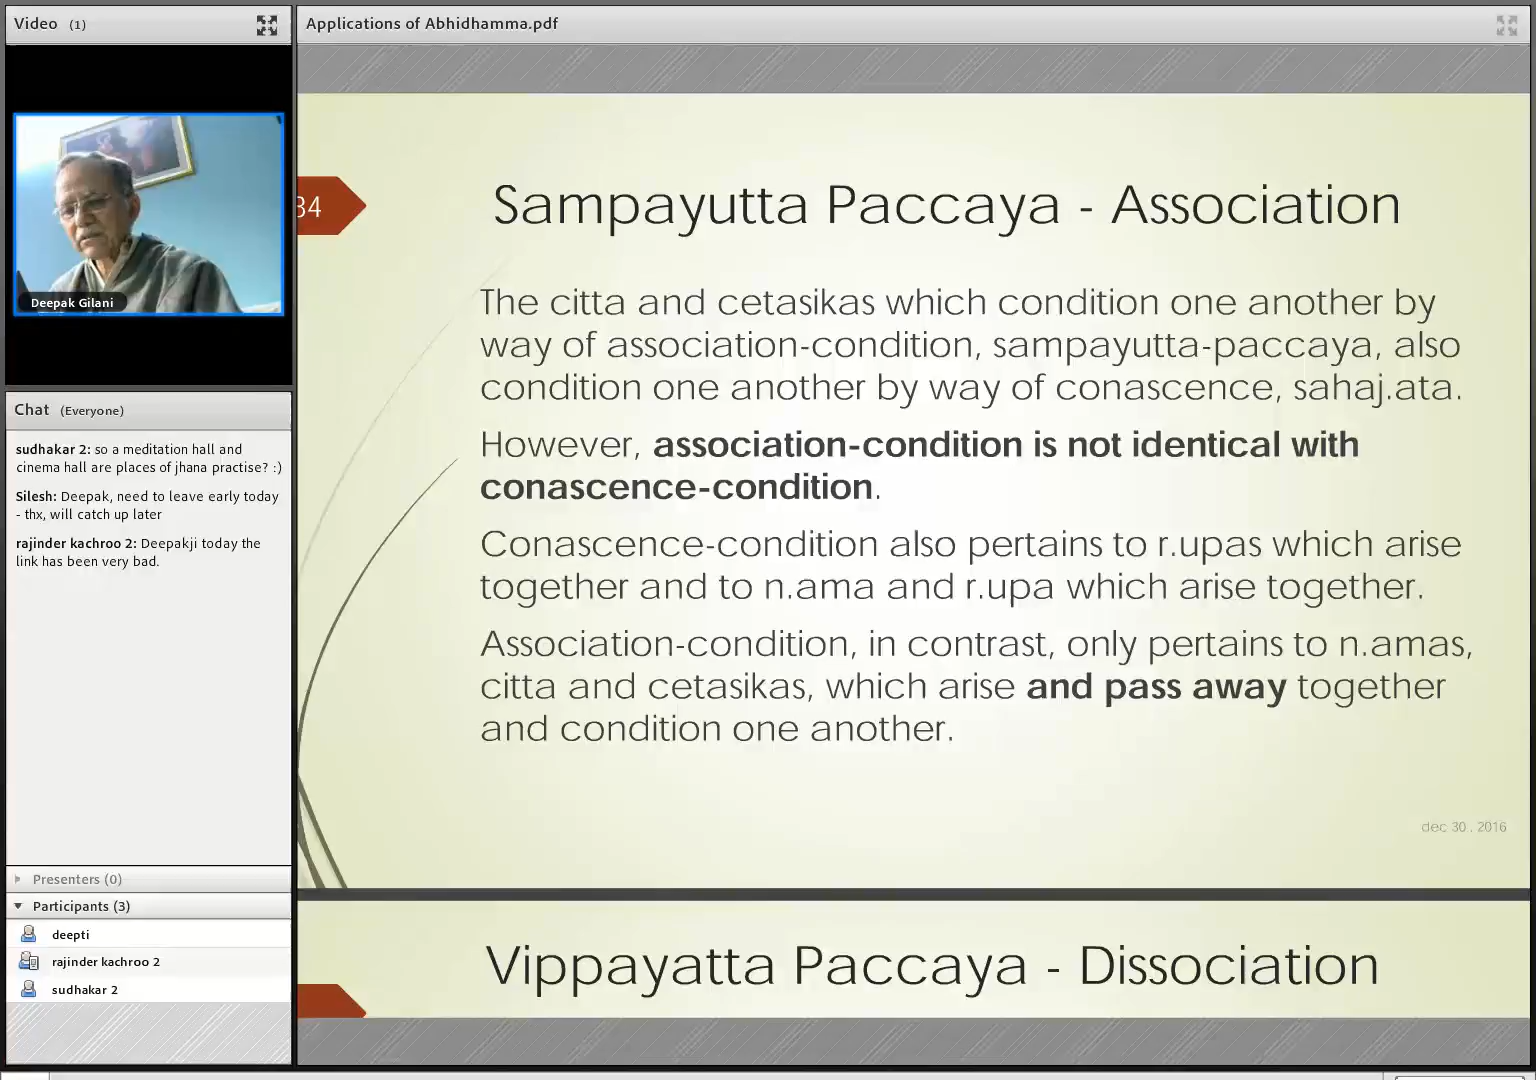 Video (1)
Deepak Gilani
Chat (Everyone)
sudhakar 2: so a meditation hall and
cinema hall are places of jhana practise? :)
Silesh: Deepak, need to leave early today
- thx, will catch up later
rajinder kachroo 2: Deepakji today the
link has been very bad.
Presenters (0)
Participants (3)
deepti
rajinder kachroo 2
sudhakar 2
Applications of Abhidhamma.pdf
34
Sampayutta Paccaya - Association
The citta and cetasikas which condition one another by
way of association-condition, sampayutta-paccaya, also
condition one another by way of conascence, sahaj.ata.
However, association-condition is not identical with
conascence-condition.
Conascence-condition also pertains to r.upas which arise
together and to n.ama and r.upa which arise together.
Association-condition, in contrast, only pertains to n.amas,
citta and cetasikas, which arise and pass away together
and condition one another.
dec 30 , 2016
Vippayatta Paccaya - Dissociation